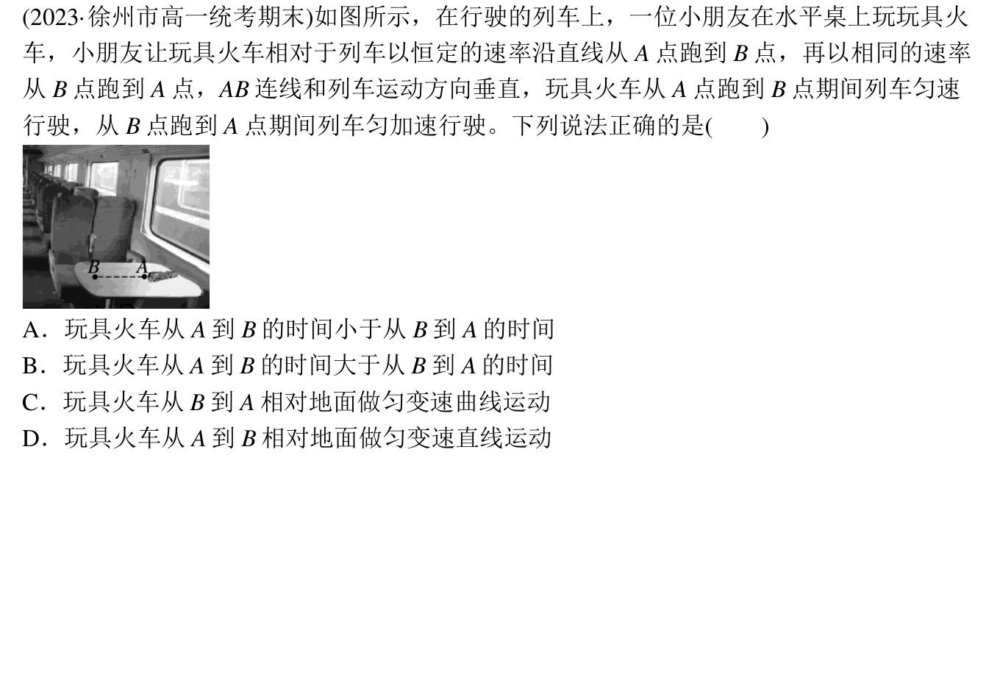 (2023·徐州市高一统考期末)如图所示，在行驶的列车上，一位小朋友在水平桌上玩玩具火
车，小朋友让玩具火车相对于列车以恒定的速率沿直线从 A 点跑到 B 点，再以相同的速率
从 B 点跑到 A 点，AB 连线和列车运动方向垂直，玩具火车从 A 点跑到 B 点期间列车匀速
行驶，从 B 点跑到 A 点期间列车匀加速行驶。下列说法正确的是(　　)
B A
A．玩具火车从 A 到 B 的时间小于从 B 到 A 的时间
B．玩具火车从 A 到 B 的时间大于从 B 到 A 的时间
C．玩具火车从 B 到 A 相对地面做匀变速曲线运动
D．玩具火车从 A 到 B 相对地面做匀变速直线运动